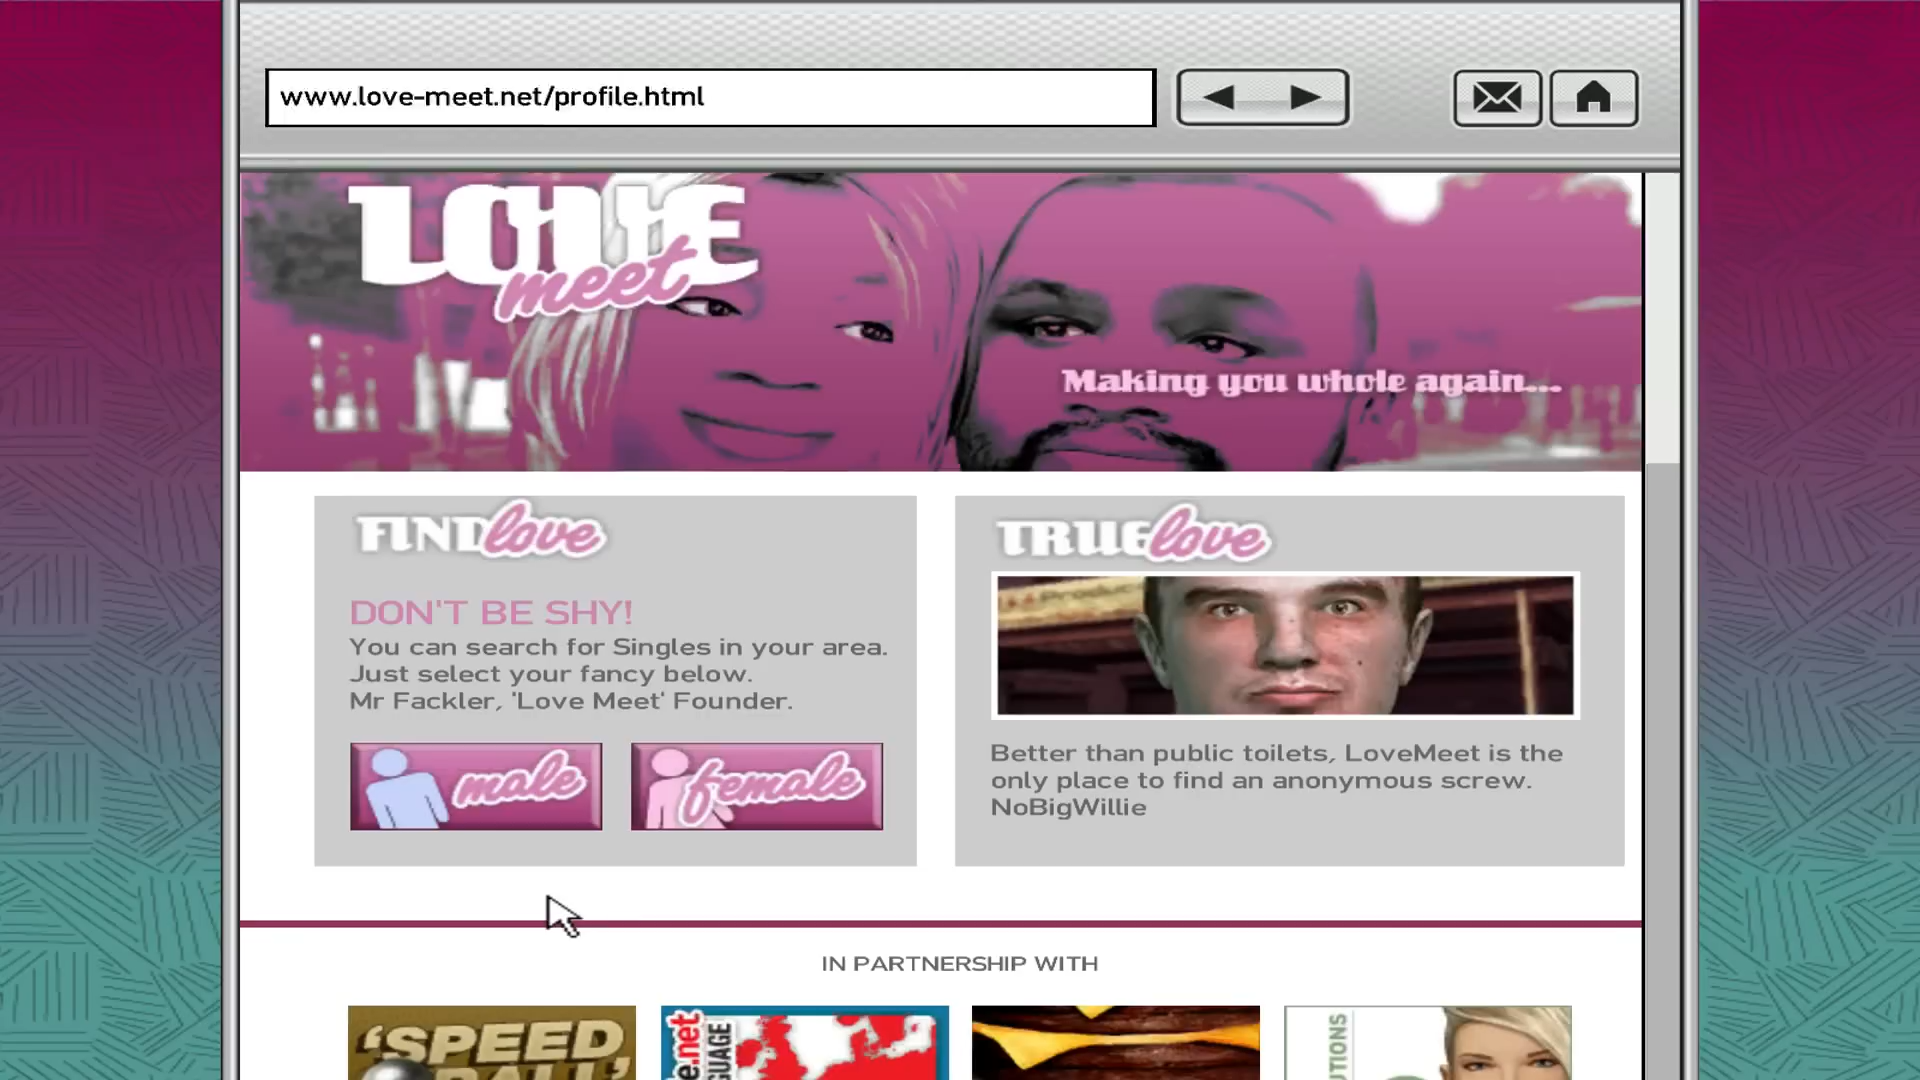 www.love-meet.net/profile.html
LOVE
meet
Making you whole again...
FIND love
TRUE love
DON'T BE SHY!
You can search for Singles in your area.
Just select your fancy below.
Mr Fackler, 'Love Meet' Founder.
male
female
Better than public toilets, LoveMeet is the
only place to find an anonymous screw.
NoBigWillie
IN PARTNERSHIP WITH
'SPEED
BALL'